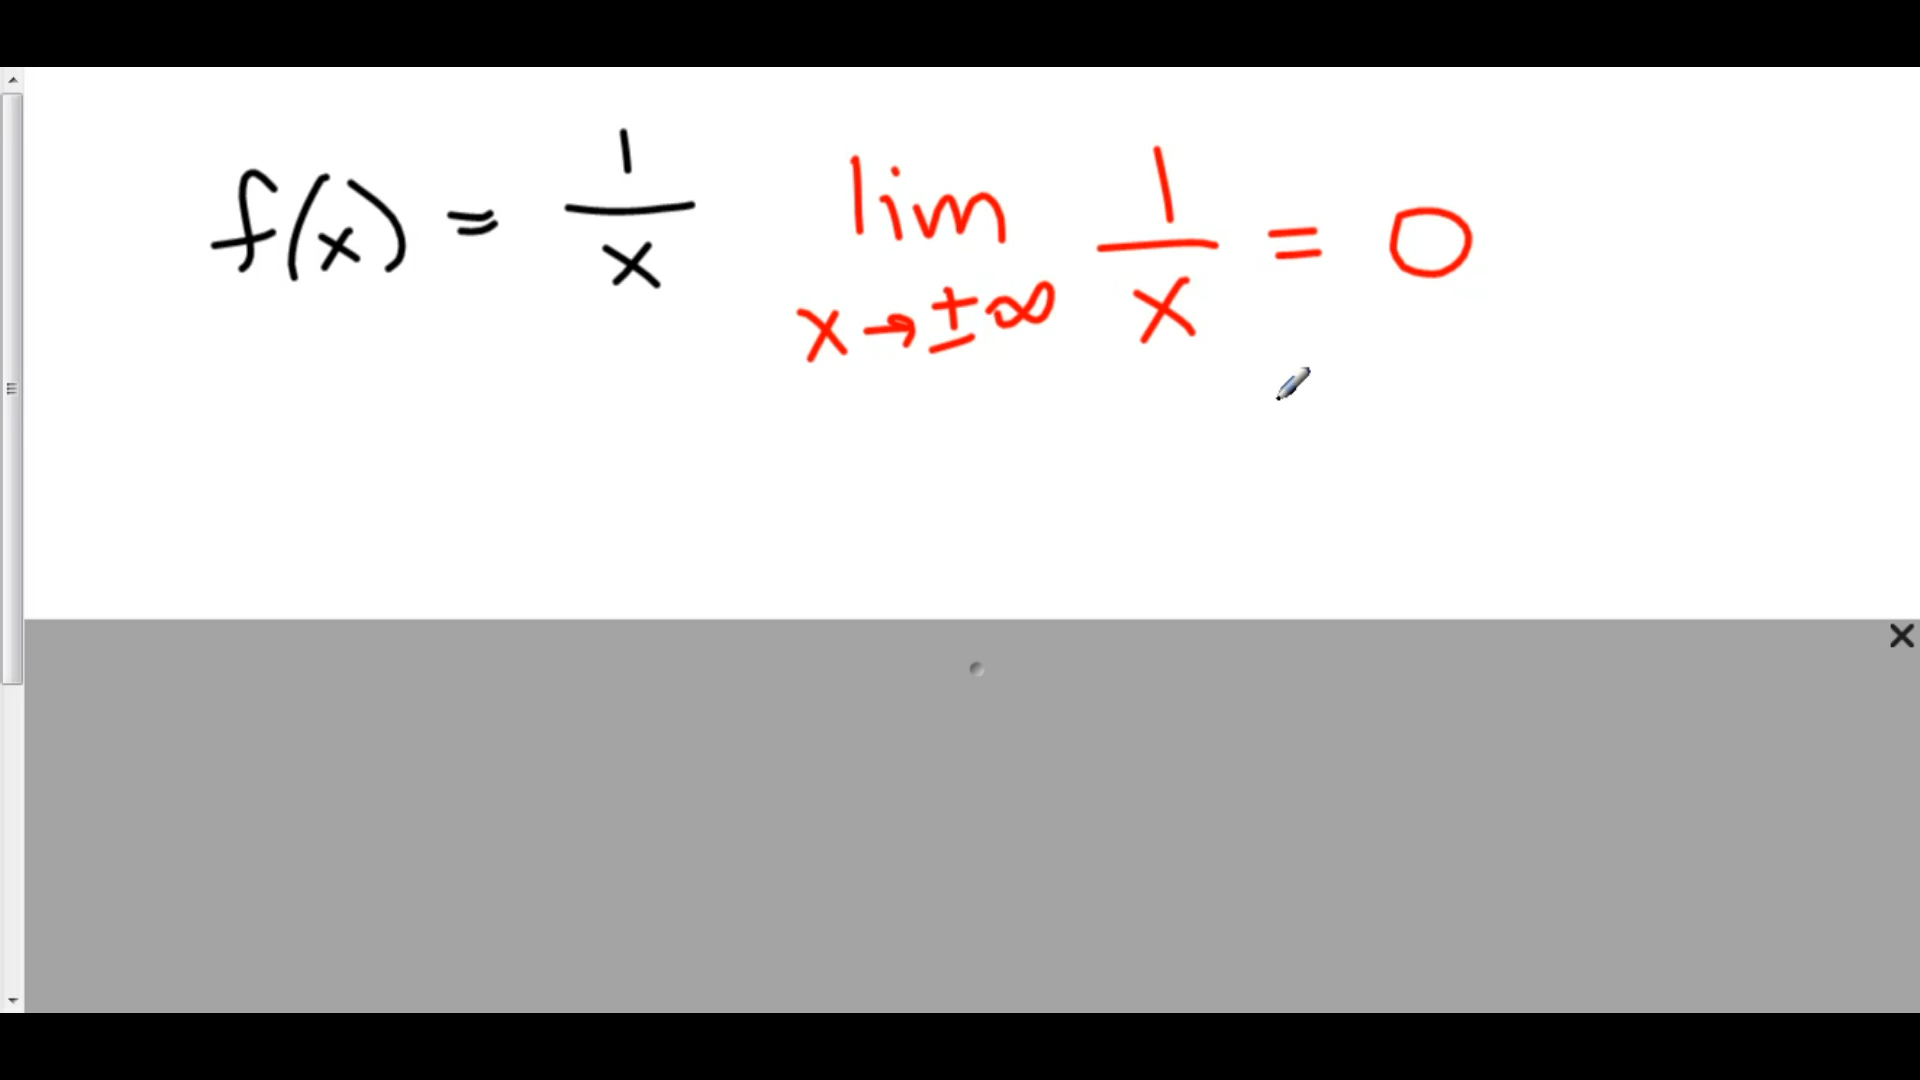 f(x) = 1/x
lim x→±∞ 1/x = 0